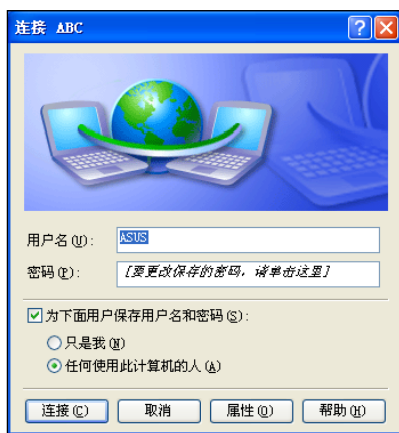 连接 ABC
用户名(U): ASUS
密码(P): [要更改保存的密码，请单击这里]
为下面用户保存用户名和密码(S):
只是我(N)
任何使用此计算机的人(A)
连接(C) 取消 属性(O) 帮助(H)